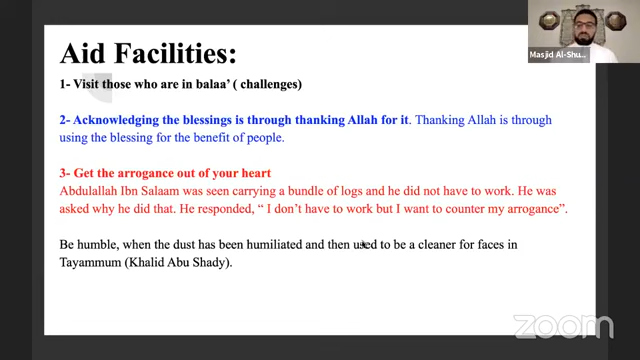 Aid Facilities:
1- Visit those who are in balaa’ ( challenges)
2- Acknowledging the blessings is through thanking Allah for it. Thanking Allah is through
using the blessing for the benefit of people.
3- Get the arrogance out of your heart
Abdulallah Ibn Salaam was seen carrying a bundle of logs and he did not have to work. He was
asked why he did that. He responded, “ I don’t have to work but I want to counter my arrogance”.
Be humble, when the dust has been humiliated and then used to be a cleaner for faces in
Tayammum (Khalid Abu Shady).
Masjid Al-Shu...
zoom